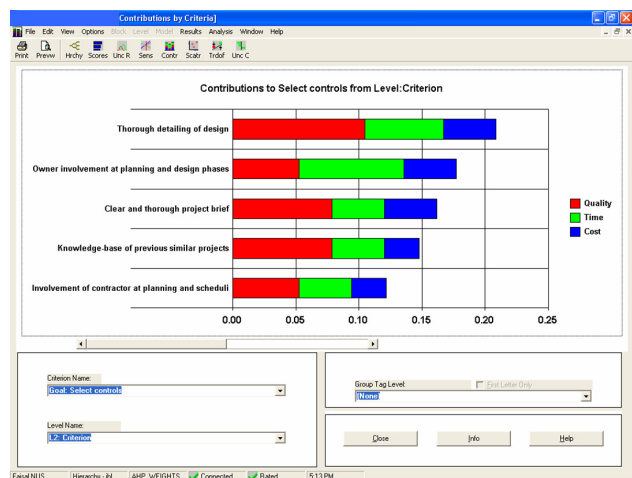 Contributions by Criteria]
File Edit View Options Block Level Model Results Analysis Window Help
Print Prevw Hrchy Scores Unc R Sens Contr Scatr Trdof Unc C
Contributions to Select controls from Level:Criterion
Thorough detailing of design
Owner involvement at planning and design phases
Clear and thorough project brief
Knowledge-base of previous similar projects
Involvement of contractor at planning and scheduli
Quality
Time
Cost
0.00 0.05 0.10 0.15 0.20 0.25
Criterion Name:
Goal: Select controls
Level Name:
L2: Criterion
Group Tag Level:
First Letter Only
[None]
Close Info Help
Faisal NUS Hierarchy - ibl AHP_WEIGHTS Connected Rated 5:13 PM